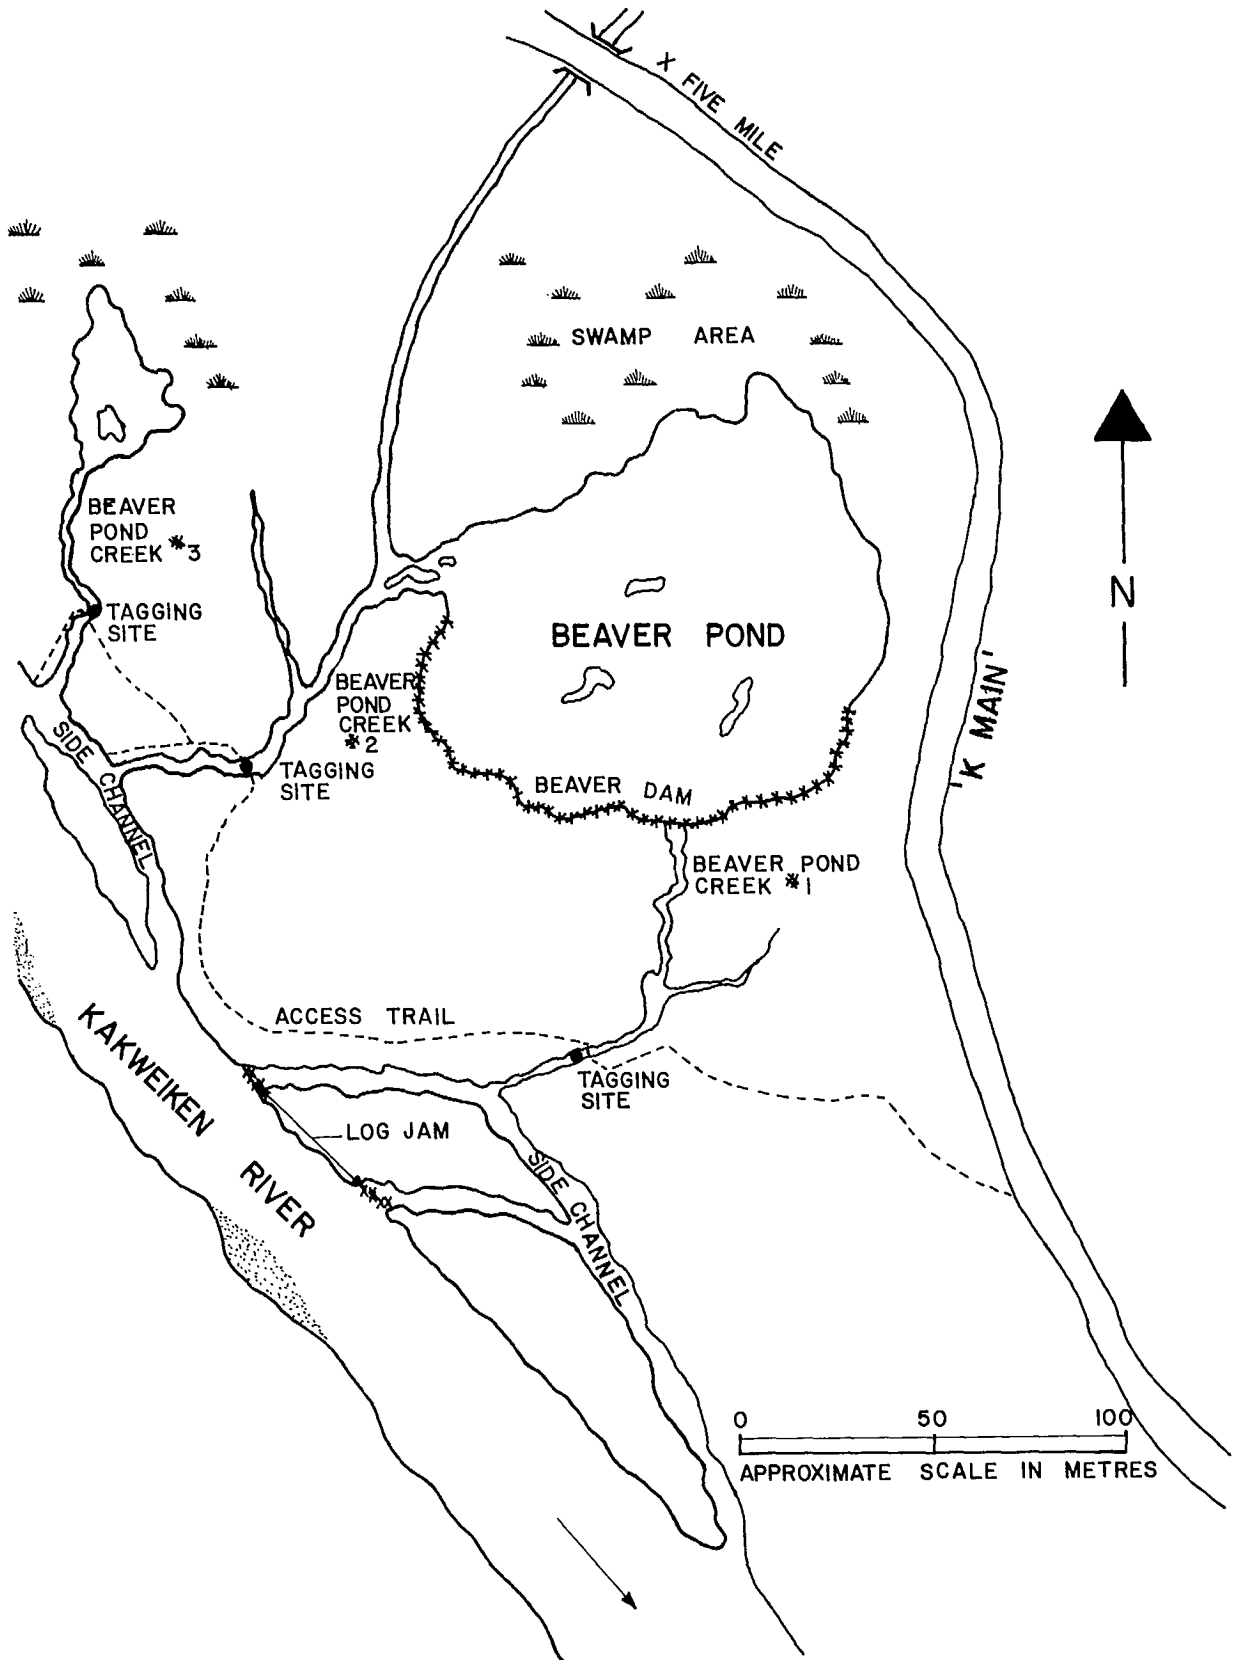 X FIVE MILE
SWAMP AREA
BEAVER
POND
CREEK #3
TAGGING
SITE
N
BEAVER POND
BEAVER
POND
CREEK
#2
'K MAIN'
SIDE CHANNEL
TAGGING
SITE
BEAVER DAM
BEAVER POND
CREEK #1
ACCESS TRAIL
KAKWEIKEN RIVER
TAGGING
SITE
LOG JAM
SIDE CHANNEL
0 50 100
APPROXIMATE SCALE IN METRES